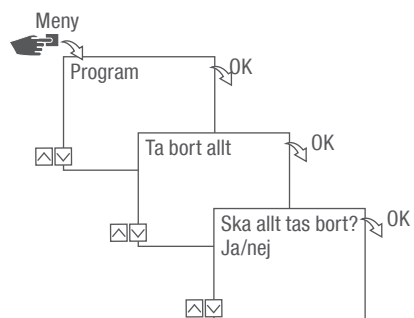 Meny
Program
OK
Ta bort allt
OK
Ska allt tas bort?
OK
Ja/nej